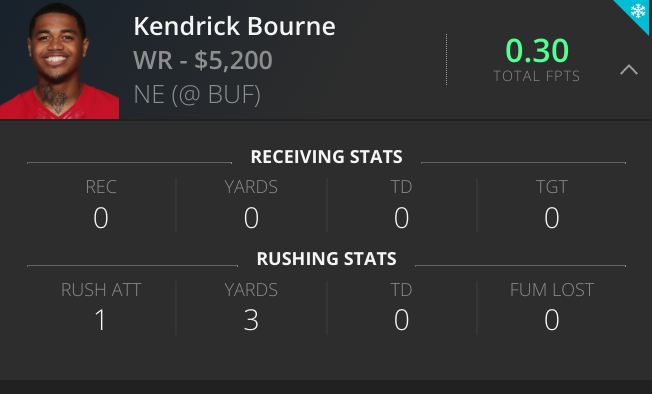 Kendrick Bourne
WR - $5,200
NE (@ BUF)
0.30
TOTAL FPTS
RECEIVING STATS
REC YARDS TD TGT
0 0 0 0
RUSHING STATS
RUSH ATT YARDS TD FUM LOST
1 3 0 0